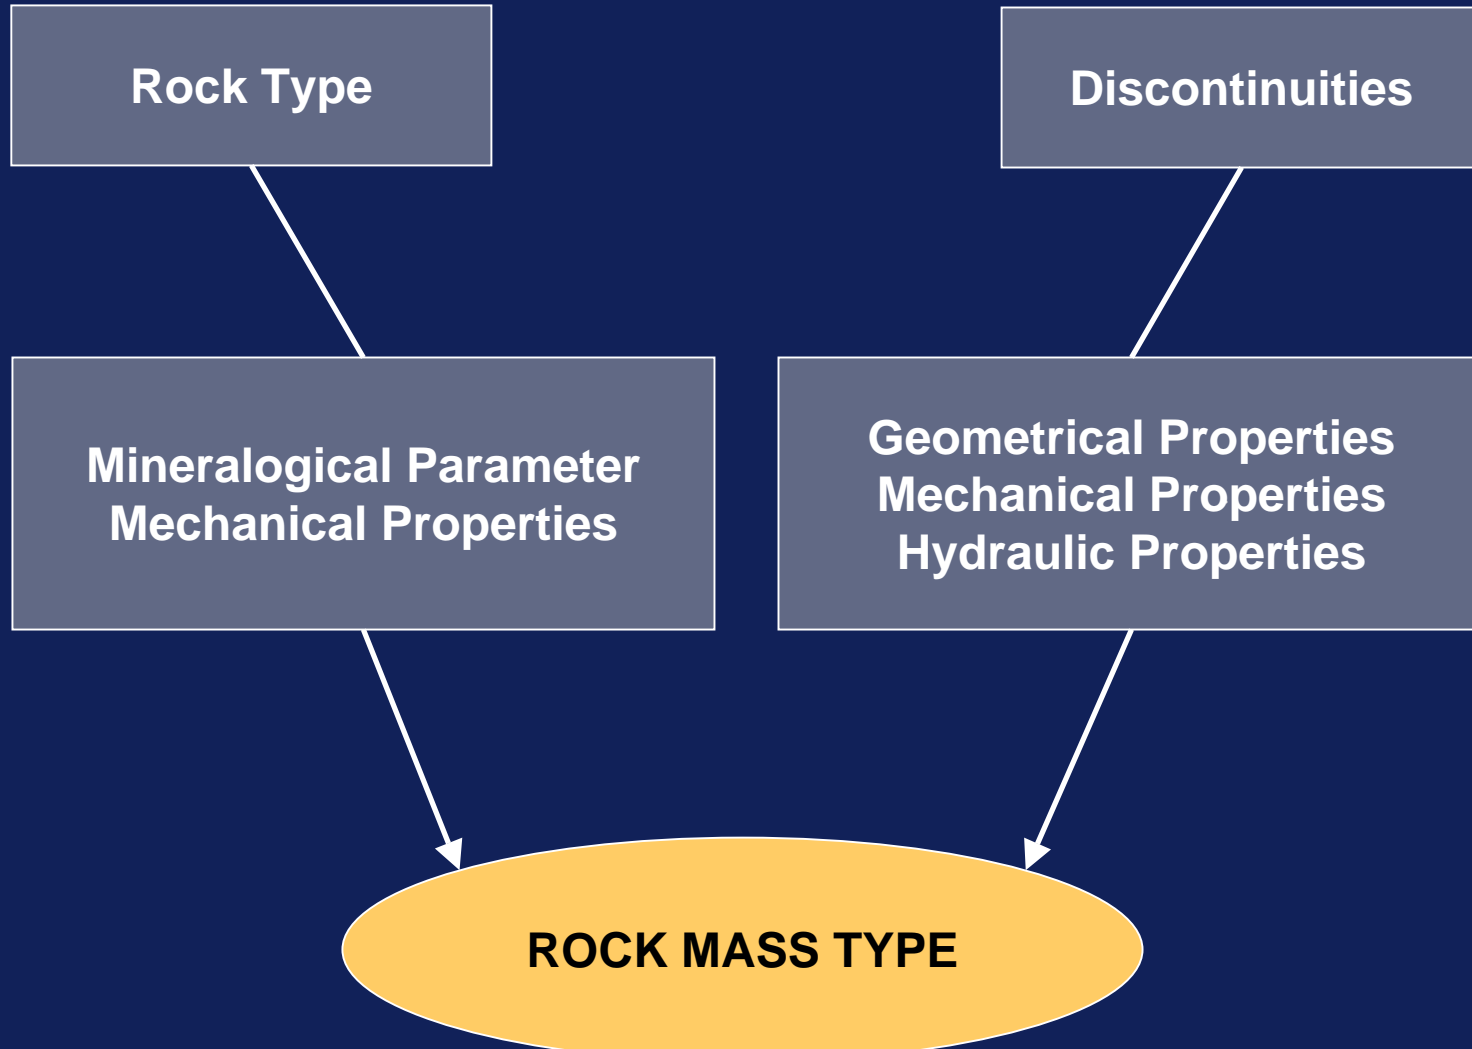 Rock Type
Discontinuities
Mineralogical Parameter
Mechanical Properties
Geometrical Properties
Mechanical Properties
Hydraulic Properties
ROCK MASS TYPE